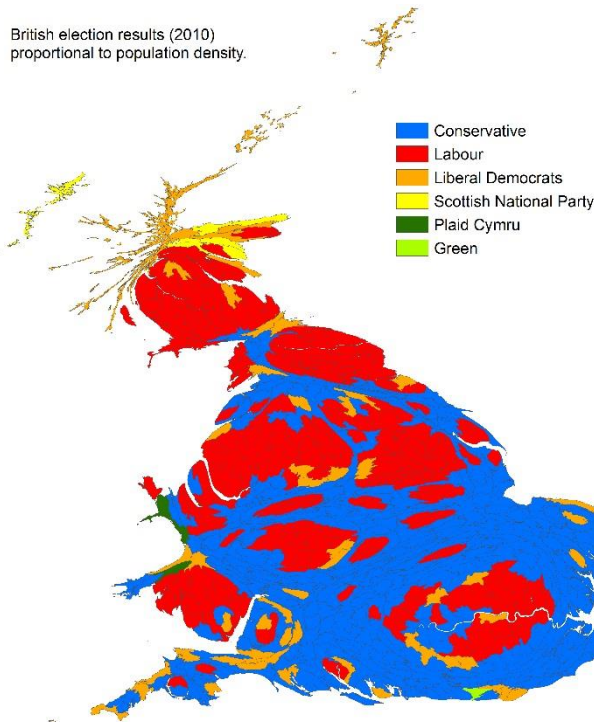 British election results (2010)
proportional to population density.
Conservative
Labour
Liberal Democrats
Scottish National Party
Plaid Cymru
Green